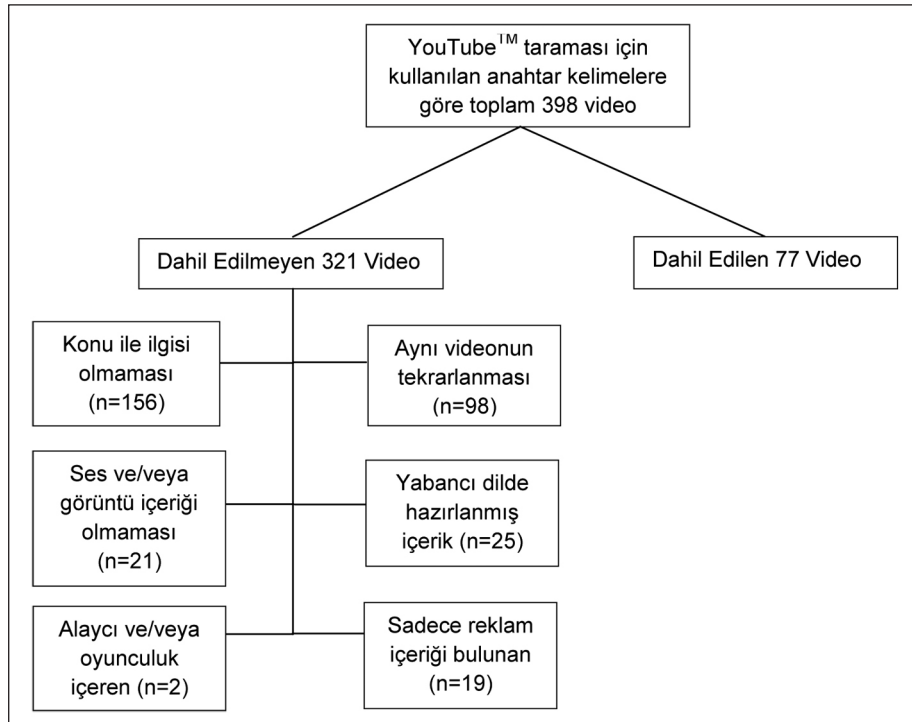 YouTube™ taraması için
kullanılan anahtar kelimelere
göre toplam 398 video
Dahil Edilmeyen 321 Video
Dahil Edilen 77 Video
Konu ile ilgisi
olmaması
(n=156)
Aynı videonun
tekrarlanması
(n=98)
Ses ve/veya
görüntü içeriği
olmaması
(n=21)
Yabancı dilde
hazırlanmış
içerik (n=25)
Alaycı ve/veya
oyunculuk
içeren (n=2)
Sadece reklam
içeriği bulunan
(n=19)